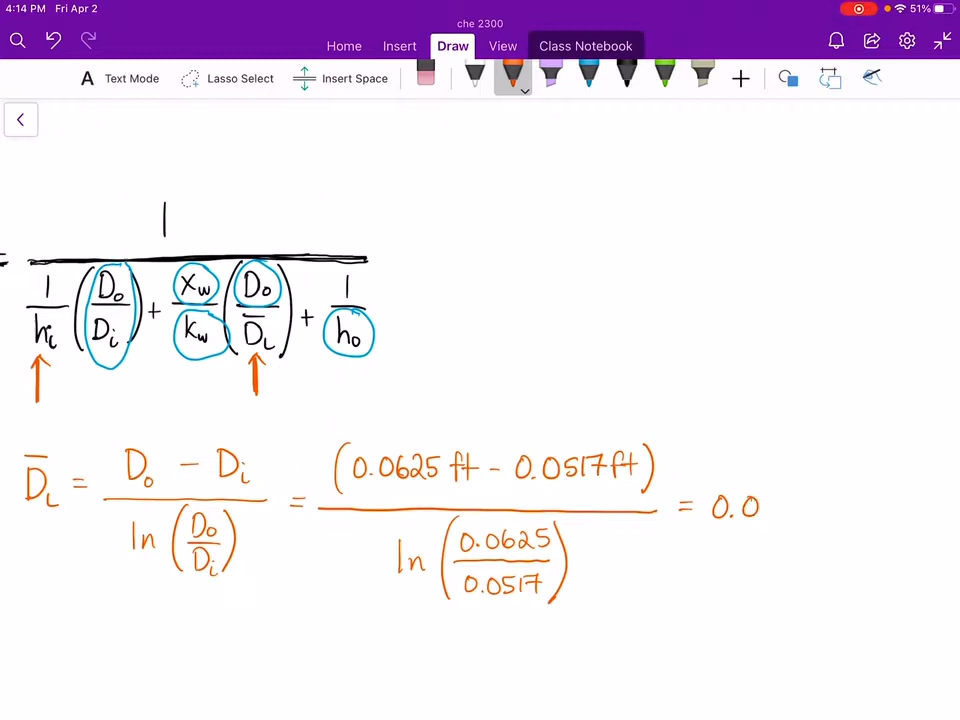 4:14 PM Fri Apr 2
51%
che 2300
Home Insert Draw View Class Notebook
A Text Mode Lasso Select Insert Space
1
=
1/hi (Do/Di) + xw/kw (Do/D̅L) + 1/ho
D̅L = Do - Di / ln (Do/Di) = (0.0625 ft - 0.0517 ft) / ln (0.0625/0.0517) = 0.0